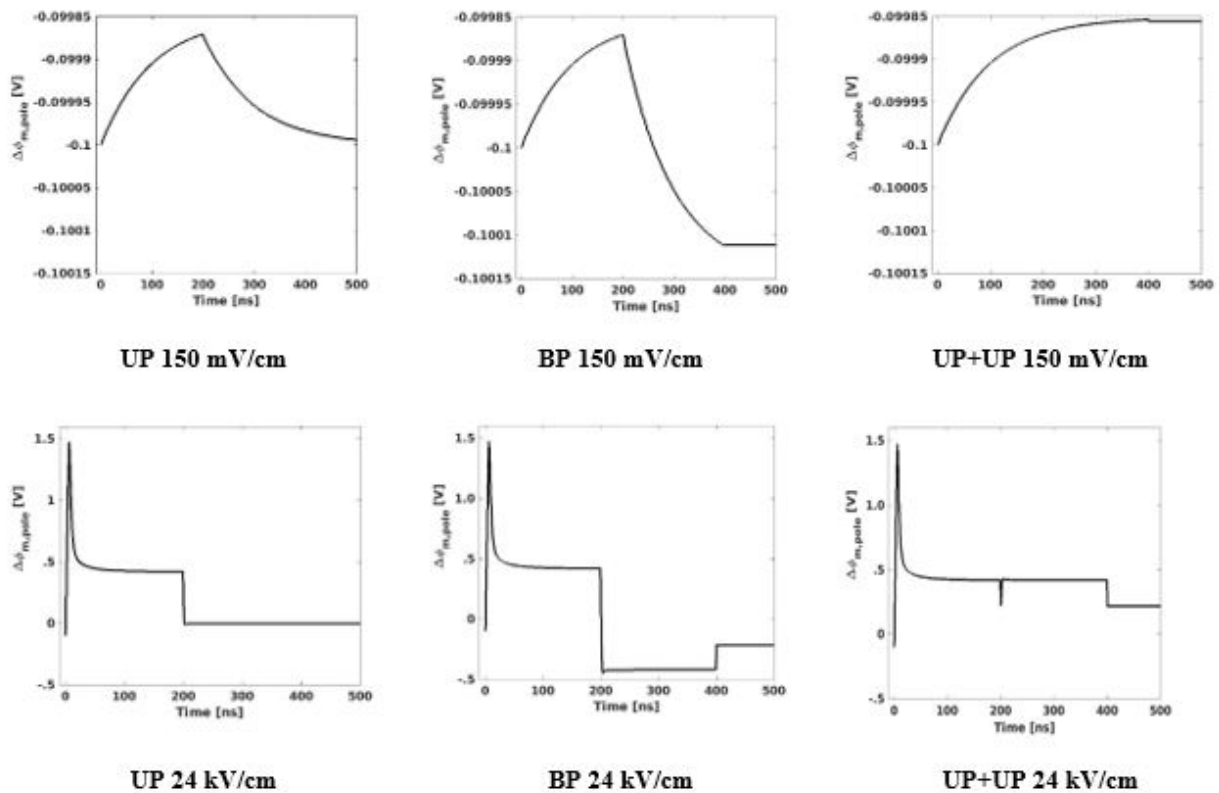 Δϕm,pole [V]
-0.09985
-0.0999
-0.09995
-0.1
-0.10005
-0.1001
-0.10015
0 100 200 300 400 500
Time [ns]
UP 150 mV/cm
Δϕm,pole [V]
-0.09985
-0.0999
-0.09995
-0.1
-0.10005
-0.1001
-0.10015
0 100 200 300 400 500
Time [ns]
BP 150 mV/cm
Δϕm,pole [V]
-0.09985
-0.0999
-0.09995
-0.1
-0.10005
-0.1001
-0.10015
0 100 200 300 400 500
Time [ns]
UP+UP 150 mV/cm
Δϕm,pole [V]
1.5
1
.5
0
-.5
0 100 200 300 400 500
Time [ns]
UP 24 kV/cm
Δϕm,pole [V]
1.5
1.0
.5
0
-.5
0 100 200 300 400 500
Time [ns]
BP 24 kV/cm
Δϕm,pole [V]
1.5
1.0
.5
0
-.5
0 100 200 300 400 500
Time [ns]
UP+UP 24 kV/cm